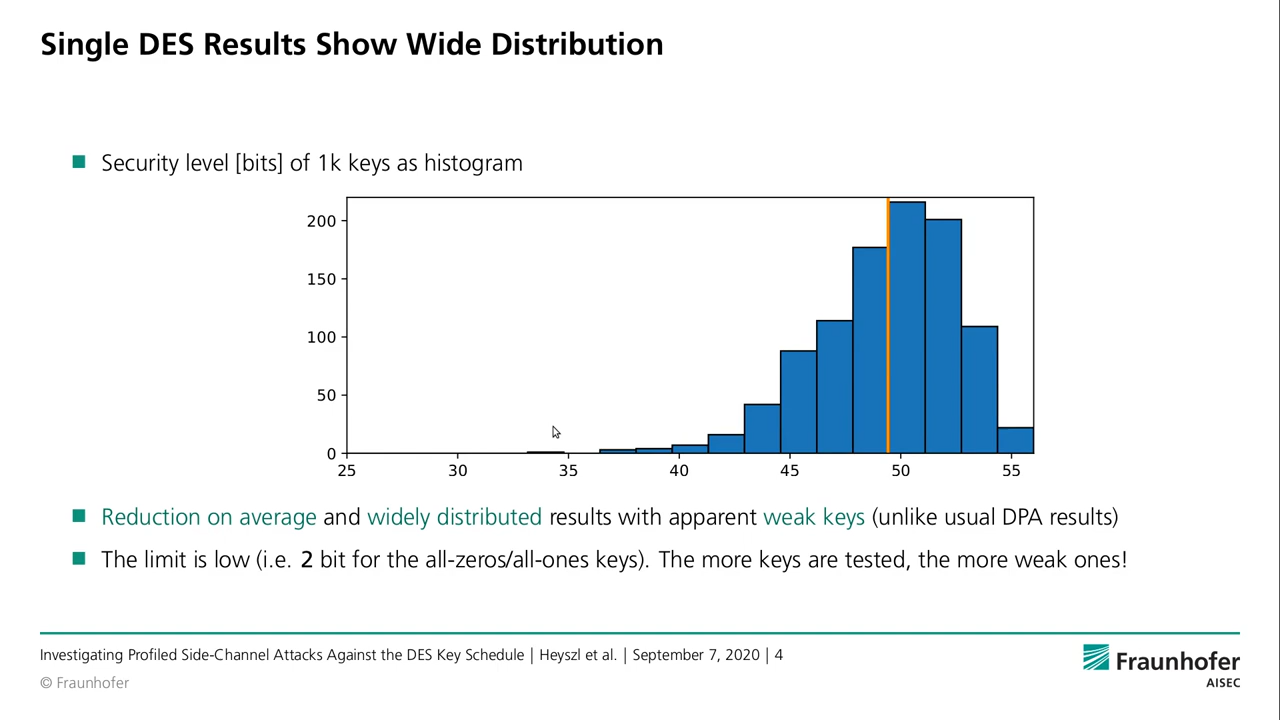 Single DES Results Show Wide Distribution
Security level [bits] of 1k keys as histogram
200
150
100
50
0
25 30 35 40 45 50 55
Reduction on average and widely distributed results with apparent weak keys (unlike usual DPA results)
The limit is low (i.e. 2 bit for the all-zeros/all-ones keys). The more keys are tested, the more weak ones!
Investigating Profiled Side-Channel Attacks Against the DES Key Schedule | Heyszl et al. | September 7, 2020 | 4
© Fraunhofer
Fraunhofer
AISEC